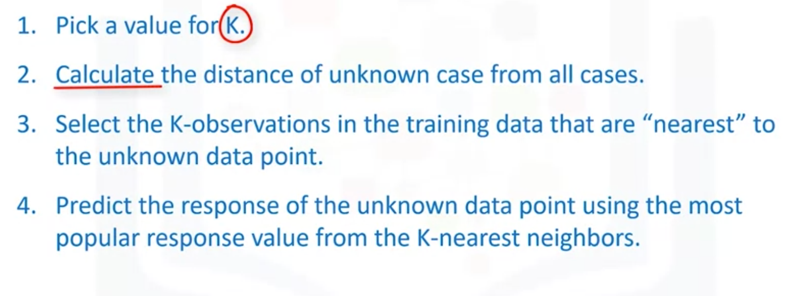 1. Pick a value for K.
2. Calculate the distance of unknown case from all cases.
3. Select the K-observations in the training data that are “nearest” to
the unknown data point.
4. Predict the response of the unknown data point using the most
popular response value from the K-nearest neighbors.